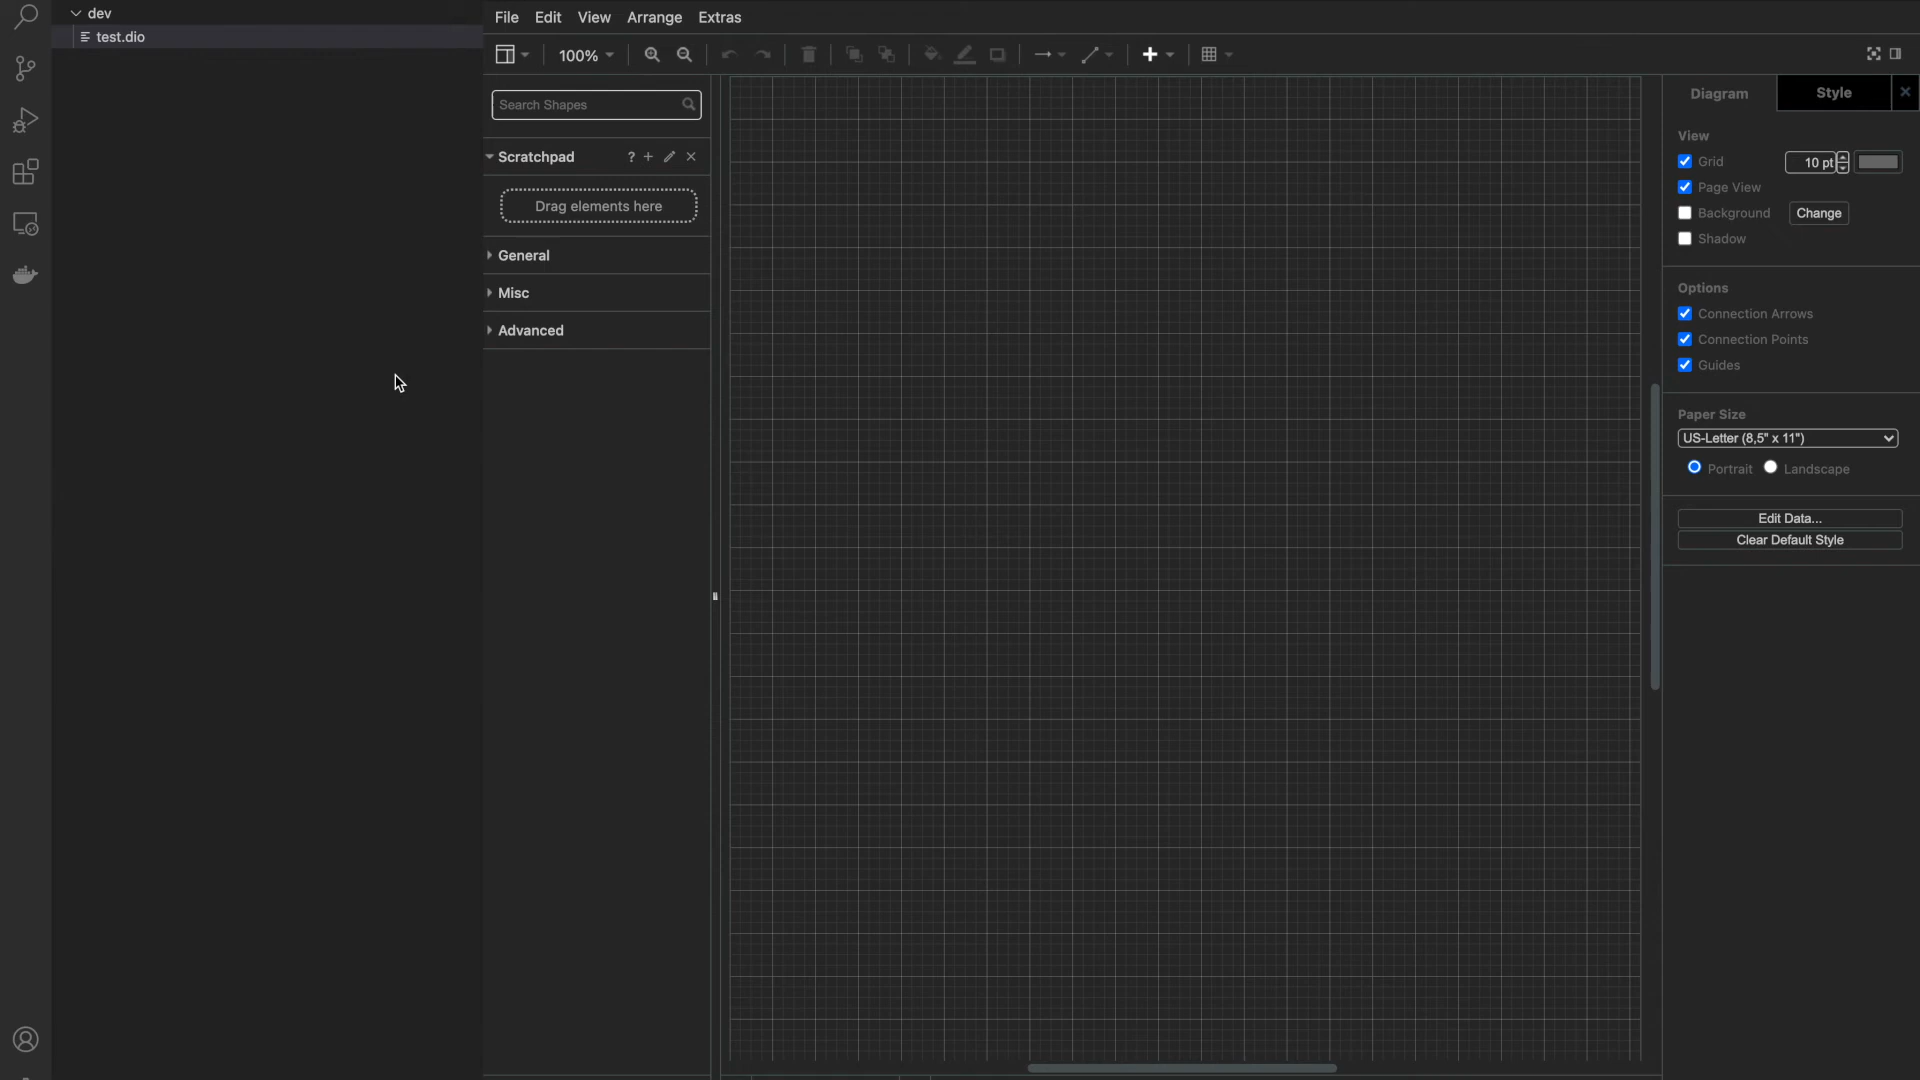 dev
test.dio
File Edit View Arrange Extras
100%
Search Shapes
Scratchpad ? +
Drag elements here
General
Misc
Advanced
Diagram Style
View
Grid 10 pt
Page View
Background Change
Shadow
Options
Connection Arrows
Connection Points
Guides
Paper Size
US-Letter (8,5" x 11")
Portrait Landscape
Edit Data...
Clear Default Style